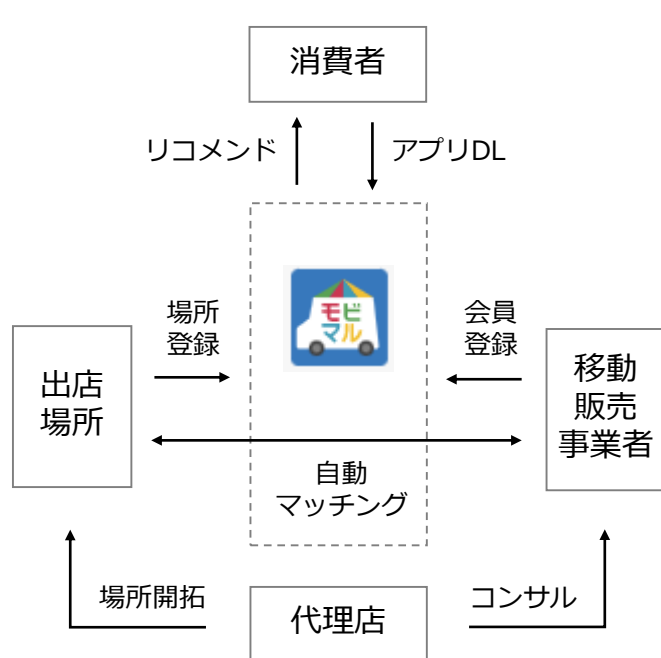 消費者
リコメンド
アプリDL
モビ
マル
場所
登録
会員
登録
出店
場所
移動
販売
事業者
自動
マッチング
場所開拓
コンサル
代理店